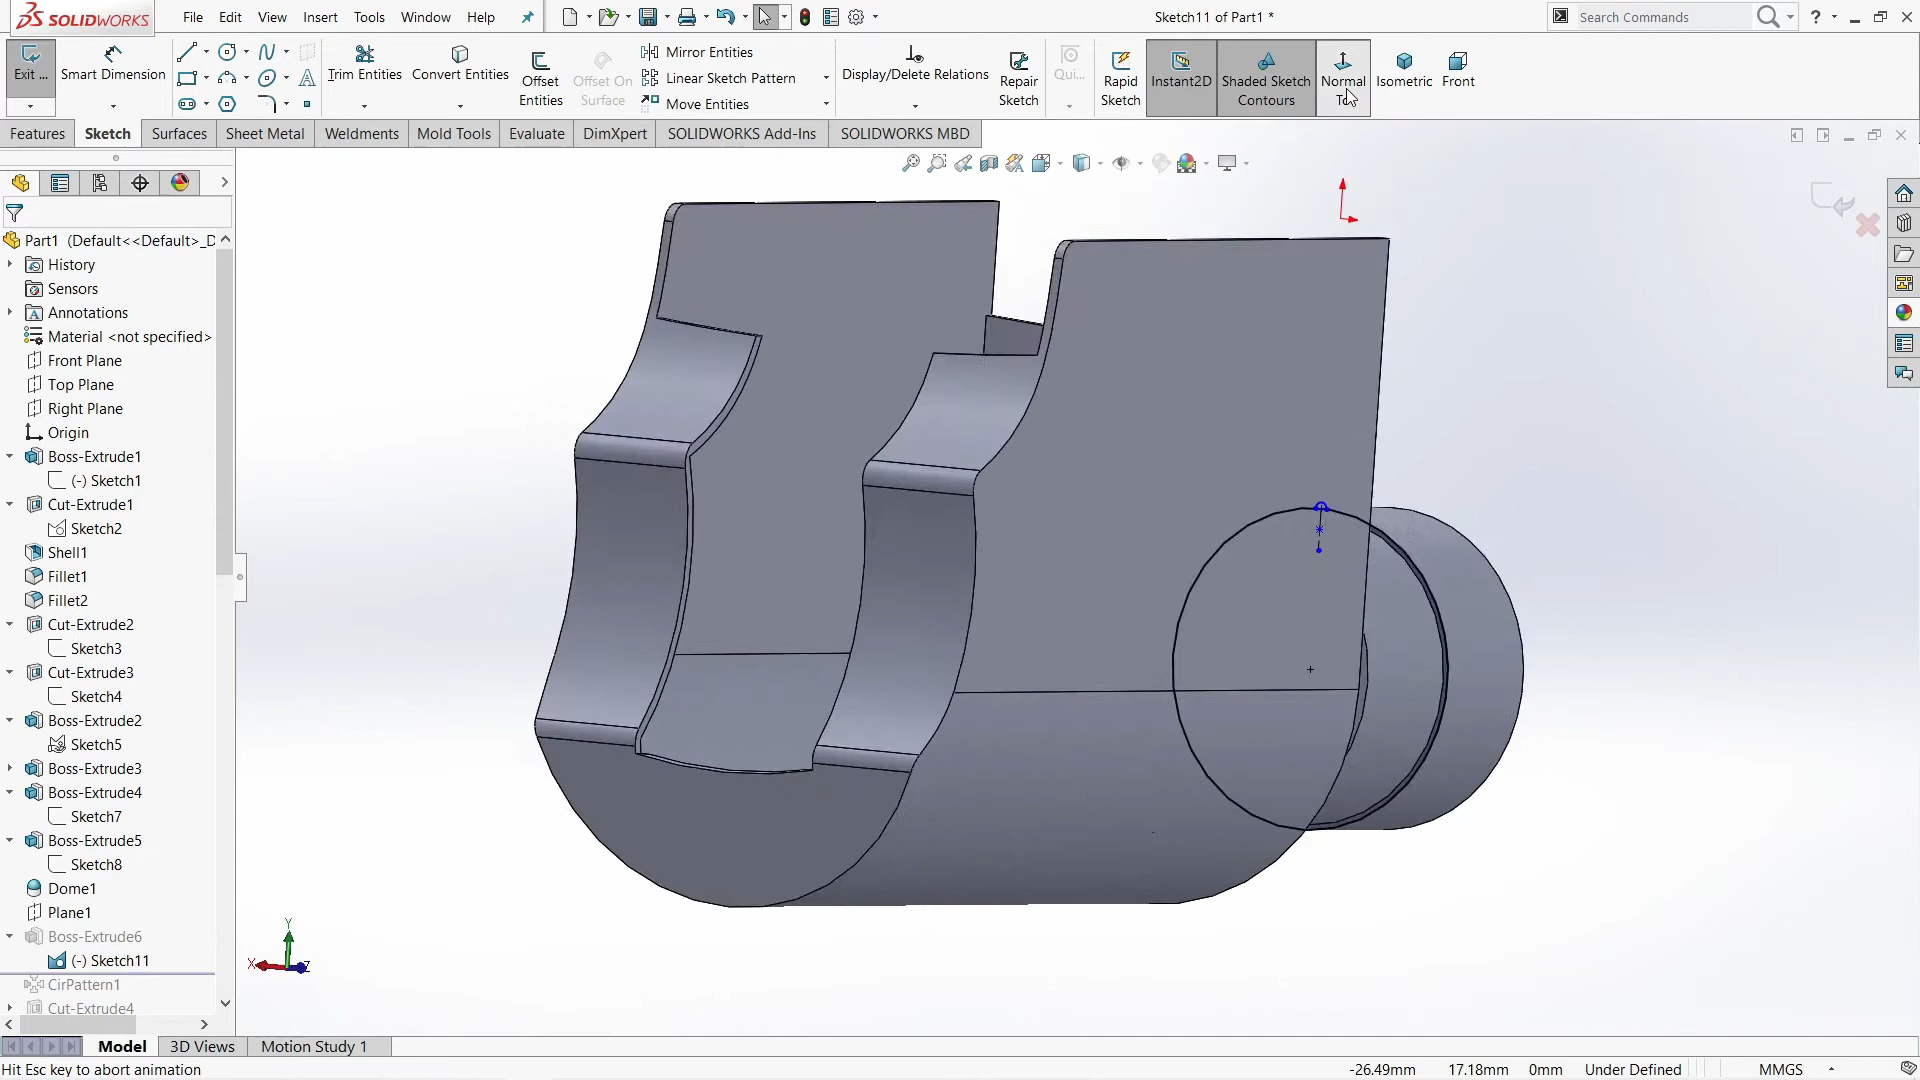 SOLIDWORKS File Edit View Insert Tools Window Help Sketch11 of Part1 * Search Commands
Exit ... Smart Dimension Trim Entities Convert Entities Offset Entities Offset On Surface Mirror Entities Linear Sketch Pattern Move Entities Display/Delete Relations Repair Sketch Qui... Rapid Sketch Instant2D Shaded Sketch Contours Normal Isometric Front
Features Sketch Surfaces Sheet Metal Weldments Mold Tools Evaluate DimXpert SOLIDWORKS Add-Ins SOLIDWORKS MBD
Part1 (Default<<Default>_D
History
Sensors
Annotations
Material <not specified>
Front Plane
Top Plane
Right Plane
Origin
Boss-Extrude1
(-) Sketch1
Cut-Extrude1
Sketch2
Shell1
Fillet1
Fillet2
Cut-Extrude2
Sketch3
Cut-Extrude3
Sketch4
Boss-Extrude2
Sketch5
Boss-Extrude3
Boss-Extrude4
Sketch7
Boss-Extrude5
Sketch8
Dome1
Plane1
Boss-Extrude6
(-) Sketch11
CirPattern1
Cut-Extrude4
Y
X Z
Model 3D Views Motion Study 1
Hit Esc key to abort animation -26.49mm 17.18mm 0mm Under Defined MMGS